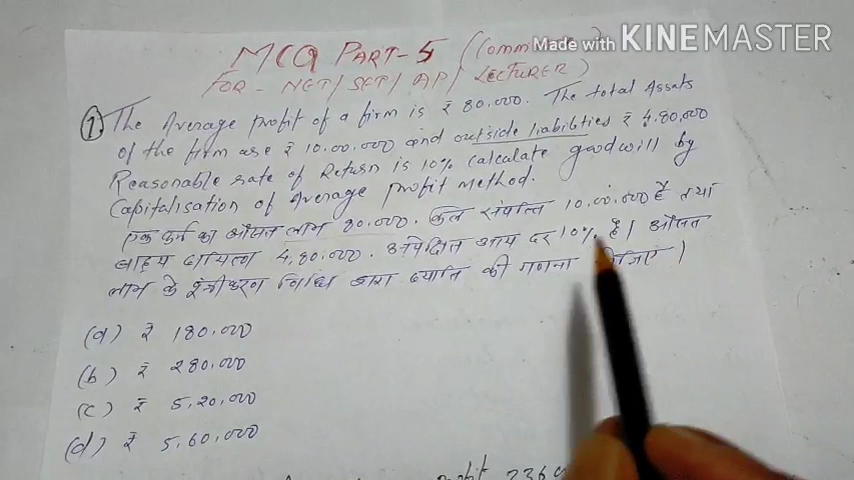 MCQ PART-5 (Commerce)
Made with KINEMASTER
FOR - NET/SET/AP/LECTURER)
1. The Average profit of a firm is ₹ 80,000. The total Assets
of the firm are ₹ 10,00,000 and outside liabilities ₹ 4,80,000
Reasonable rate of Return is 10% Calculate goodwill by
Capitalisation of Average profit Method.
एक फर्म का औसत लाभ 80,000. कुल संपत्ति 10,00,000 है तथा
बाह्य दायित्व 4,80,000. अपेक्षित आय दर 10% है। औसत
लाभ के विधि द्वारा ख्याति की गणना कीजिए।
(a) ₹ 180,000
(b) ₹ 280,000
(c) ₹ 5,20,000
(d) ₹ 5,60,000
profit